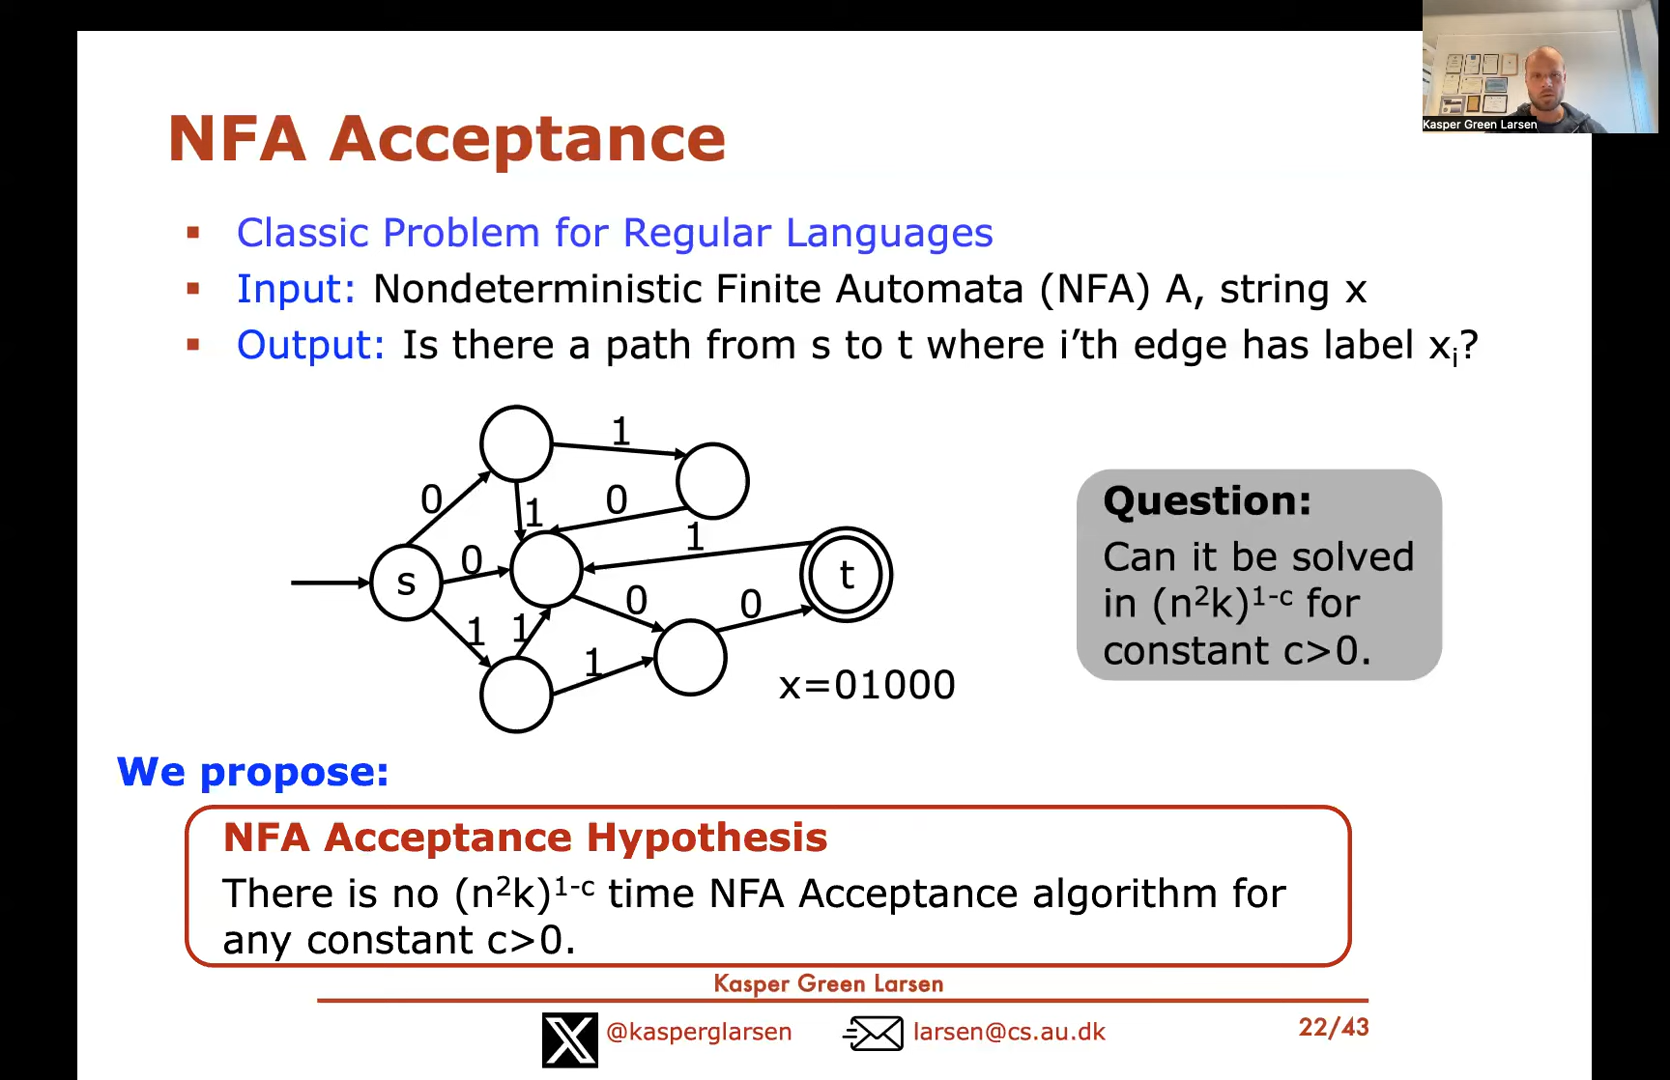 Kasper Green Larsen
NFA Acceptance
▪ Classic Problem for Regular Languages
▪ Input: Nondeterministic Finite Automata (NFA) A, string x
▪ Output: Is there a path from s to t where i’th edge has label xᵢ?
1
0
1
0
1
0
s
t
0
0
1
1
1
x=01000
Question:
Can it be solved
in (n²k)¹⁻ᶜ for
constant c>0.
We propose:
NFA Acceptance Hypothesis
There is no (n²k)¹⁻ᶜ time NFA Acceptance algorithm for
any constant c>0.
Kasper Green Larsen
@kasperglarsen
larsen@cs.au.dk
22/43